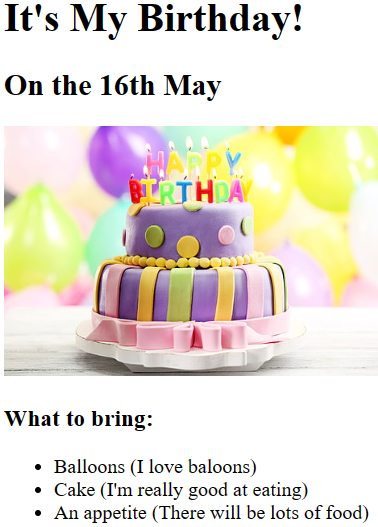 It's My Birthday!
On the 16th May
HAPPY
BIRTHDAY
What to bring:
Balloons (I love baloons)
Cake (I'm really good at eating)
An appetite (There will be lots of food)